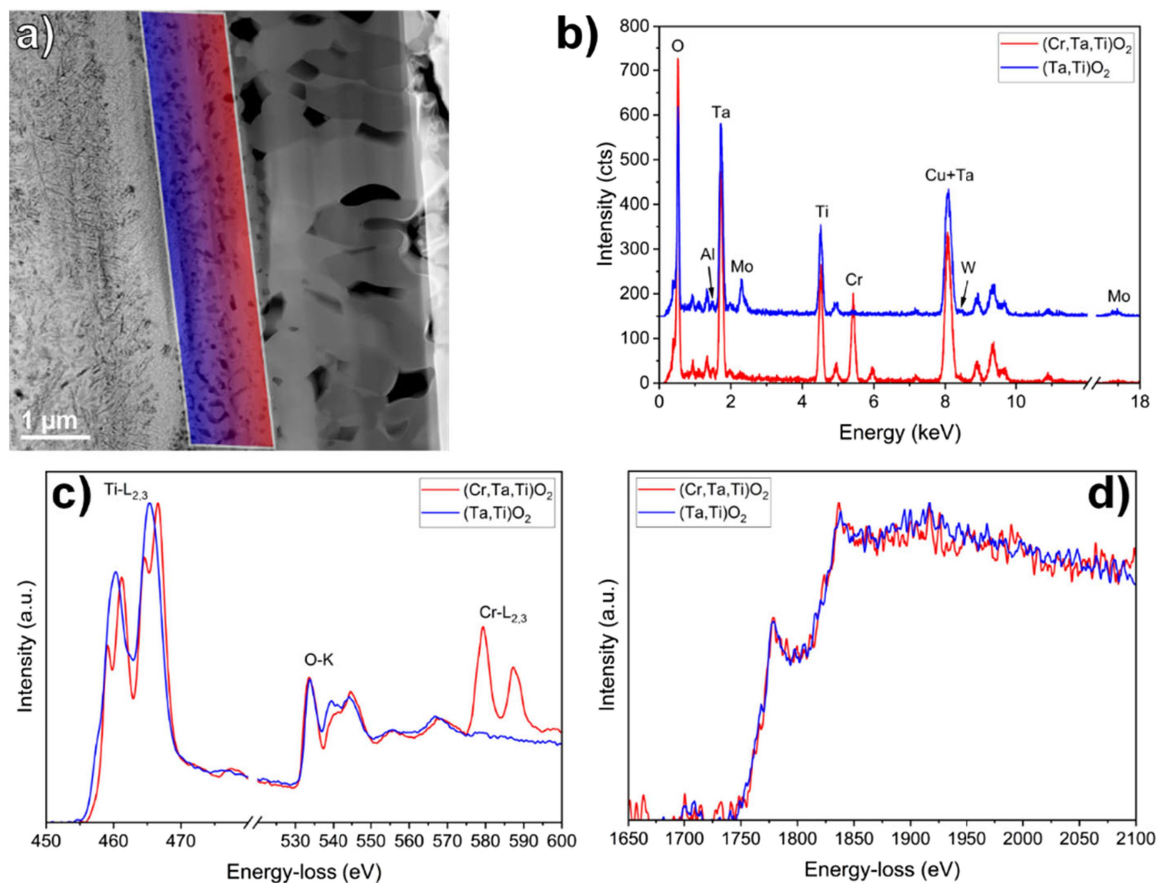 a)
1 µm
b)
(Cr,Ta,Ti)O₂
(Ta,Ti)O₂
O
Ta
Al
Mo
Ti
Cr
Cu+Ta
W
Mo
800
700
600
500
400
300
200
100
0
150
0
0
2
4
6
8
10
18
Intensity (cts)
Energy (keV)
c)
(Cr,Ta,Ti)O₂
(Ta,Ti)O₂
Ti-L₂,₃
O-K
Cr-L₂,₃
450
460
470
530
540
550
560
570
580
590
600
Intensity (a.u.)
Energy-loss (eV)
d)
(Cr,Ta,Ti)O₂
(Ta,Ti)O₂
1650
1700
1750
1800
1850
1900
1950
2000
2050
2100
Intensity (a.u.)
Energy-loss (eV)